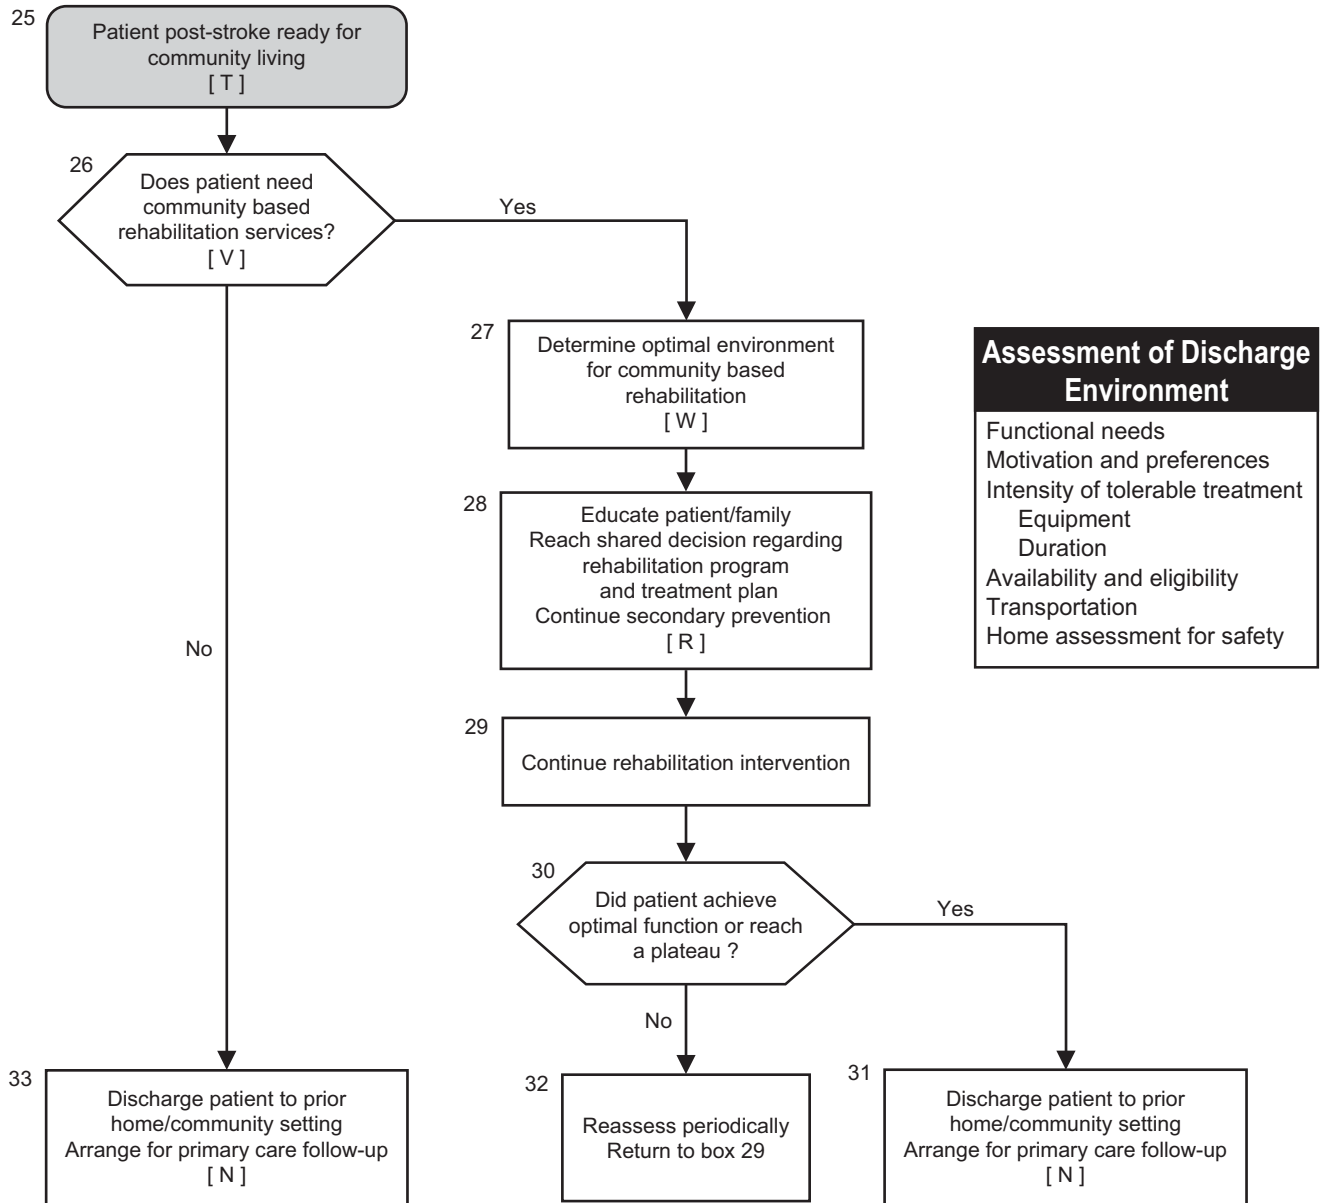 25
Patient post-stroke ready for
community living
[ T ]
26
Does patient need
community based
rehabilitation services?
[ V ]
Yes
No
27
Determine optimal environment
for community based
rehabilitation
[ W ]
28
Educate patient/family
Reach shared decision regarding
rehabilitation program
and treatment plan
Continue secondary prevention
[ R ]
29
Continue rehabilitation intervention
30
Did patient achieve
optimal function or reach
a plateau ?
Yes
No
33
Discharge patient to prior
home/community setting
Arrange for primary care follow-up
[ N ]
32
Reassess periodically
Return to box 29
31
Discharge patient to prior
home/community setting
Arrange for primary care follow-up
[ N ]
Assessment of Discharge
Environment
Functional needs
Motivation and preferences
Intensity of tolerable treatment
Equipment
Duration
Availability and eligibility
Transportation
Home assessment for safety